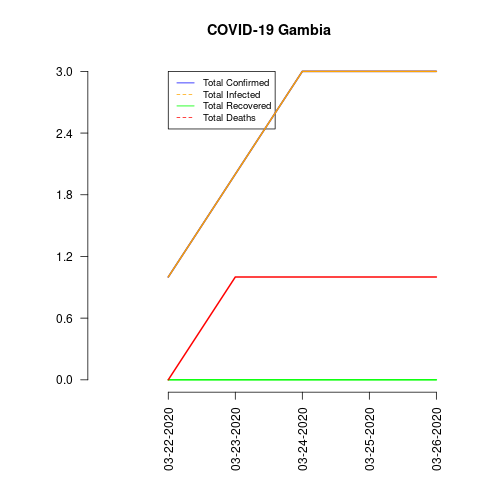 COVID-19 Gambia
Total Confirmed
Total Infected
Total Recovered
Total Deaths
3.0
2.4
1.8
1.2
0.6
0.0
03-22-2020
03-23-2020
03-24-2020
03-25-2020
03-26-2020